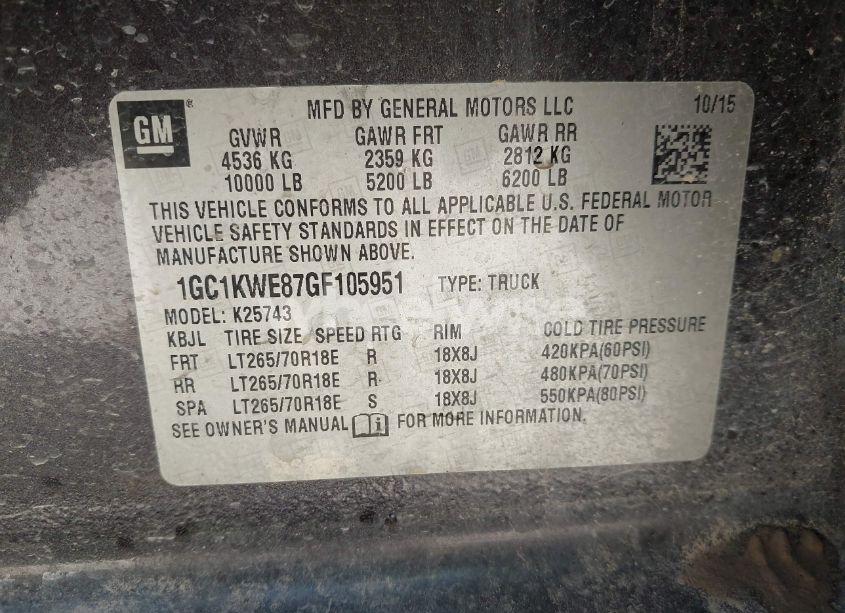 GM ®
MFD BY GENERAL MOTORS LLC 10/15
GVWR GAWR FRT GAWR RR
4536 KG 2359 KG 2812 KG
10000 LB 5200 LB 6200 LB
THIS VEHICLE CONFORMS TO ALL APPLICABLE U.S. FEDERAL MOTOR
VEHICLE SAFETY STANDARDS IN EFFECT ON THE DATE OF
MANUFACTURE SHOWN ABOVE.
1GC1KWE87GF105951 TYPE: TRUCK
MODEL: K25743
KBJL TIRE SIZE SPEED RTG RIM COLD TIRE PRESSURE
FRT LT265/70R18E R 18X8J 420KPA(60PSI)
RR LT265/70R18E R 18X8J 480KPA(70PSI)
SPA LT265/70R18E S 18X8J 550KPA(80PSI)
SEE OWNER'S MANUAL FOR MORE INFORMATION.